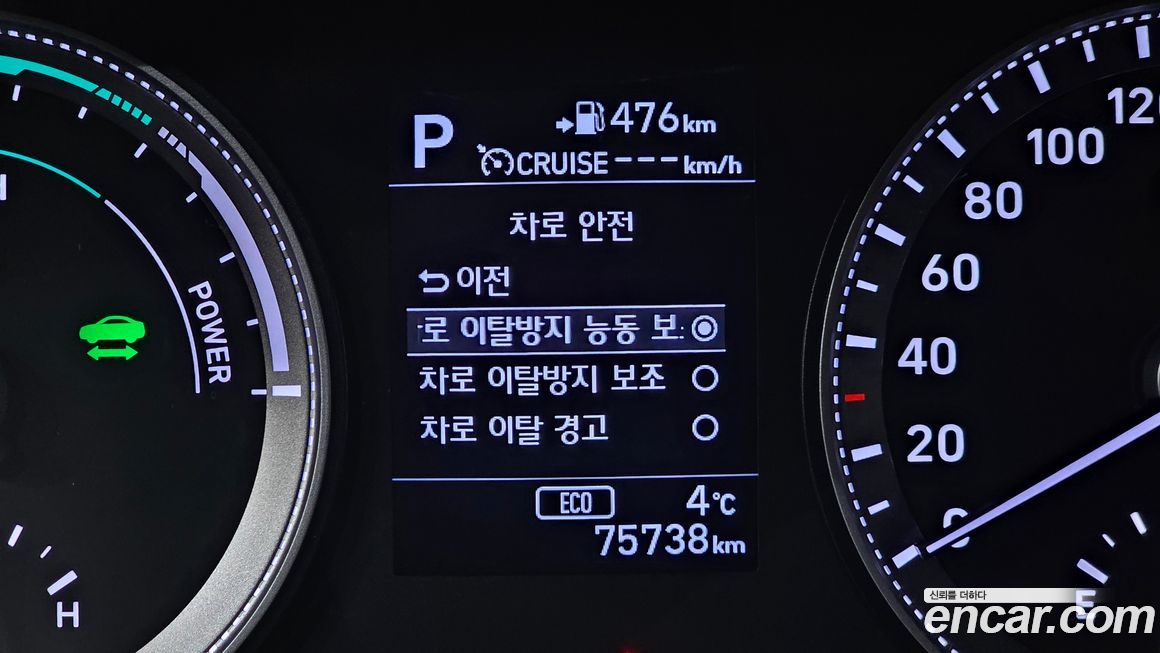 P
476km
CRUISE---km/h
차로 안전
이전
로 이탈방지 능동 보
차로 이탈방지 보조
차로 이탈 경고
ECO
4°C
75738km
POWER
H
120
100
80
60
40
20
0
E
신뢰를 더하다
encar.com